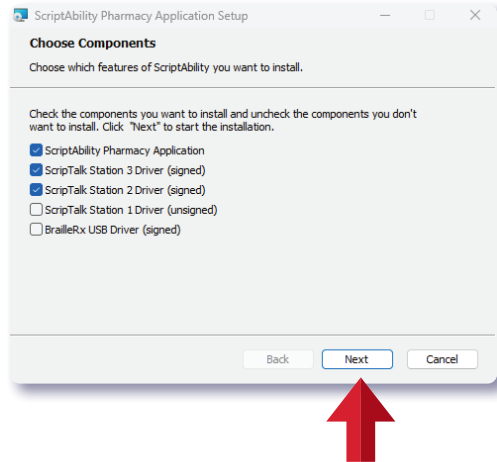 ScriptAbility Pharmacy Application Setup
Choose Components
Choose which features of ScriptAbility you want to install.
Check the components you want to install and uncheck the components you don't
want to install. Click "Next" to start the installation.
ScriptAbility Pharmacy Application
ScripTalk Station 3 Driver (signed)
ScripTalk Station 2 Driver (signed)
ScripTalk Station 1 Driver (unsigned)
BrailleRx USB Driver (signed)
Back Next Cancel